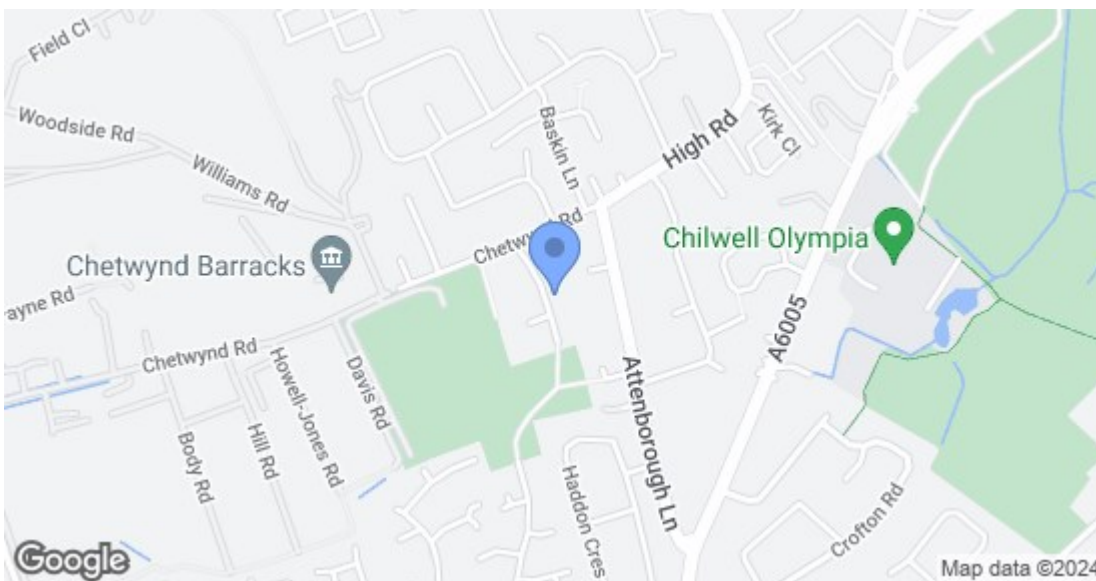 Field Cl
Woodside Rd
Williams Rd
Baskin Ln
High Rd
Kirk Cl
Chetwynd Rd
Chetwynd Barracks
Chilwell Olympia
ayne Rd
A6005
Chetwynd Rd
Howell-Jones Rd
Davis Rd
Attenborough Ln
Hill Rd
Body Rd
Haddon Cres
Crofton Rd
Google
Map data ©2024